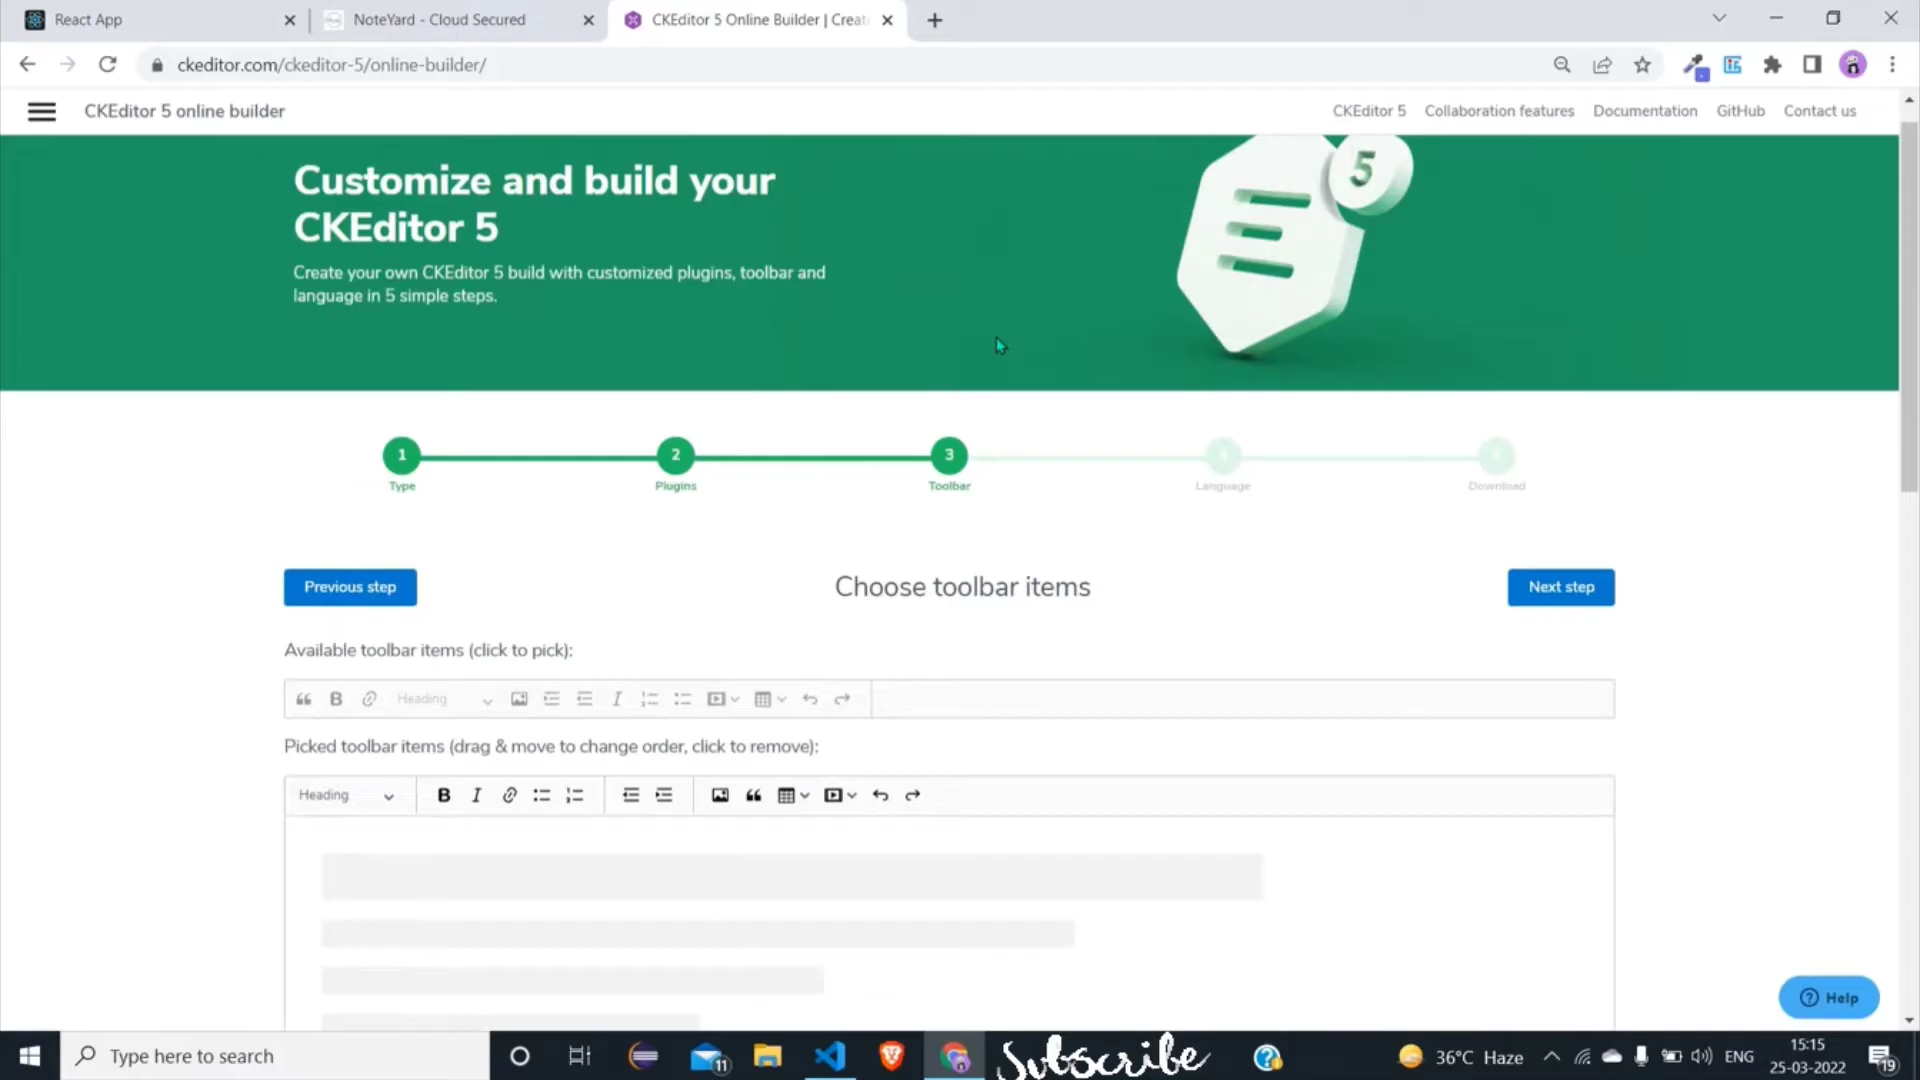 React App
NoteYard - Cloud Secured
CKEditor 5 Online Builder | Creat
ckeditor.com/ckeditor-5/online-builder/
CKEditor 5 online builder
CKEditor 5
Collaboration features
Documentation
GitHub
Contact us
Customize and build your
CKEditor 5
5
Create your own CKEditor 5 build with customized plugins, toolbar and
language in 5 simple steps.
1
2
3
Type
Plugins
Toolbar
Language
Download
Previous step
Choose toolbar items
Next step
Available toolbar items (click to pick):
B
Heading
I
Picked toolbar items (drag & move to change order, click to remove):
Heading
B
I
Help
Type here to search
11
Subscribe
36°C Haze
ENG
15:15
25-03-2022
19